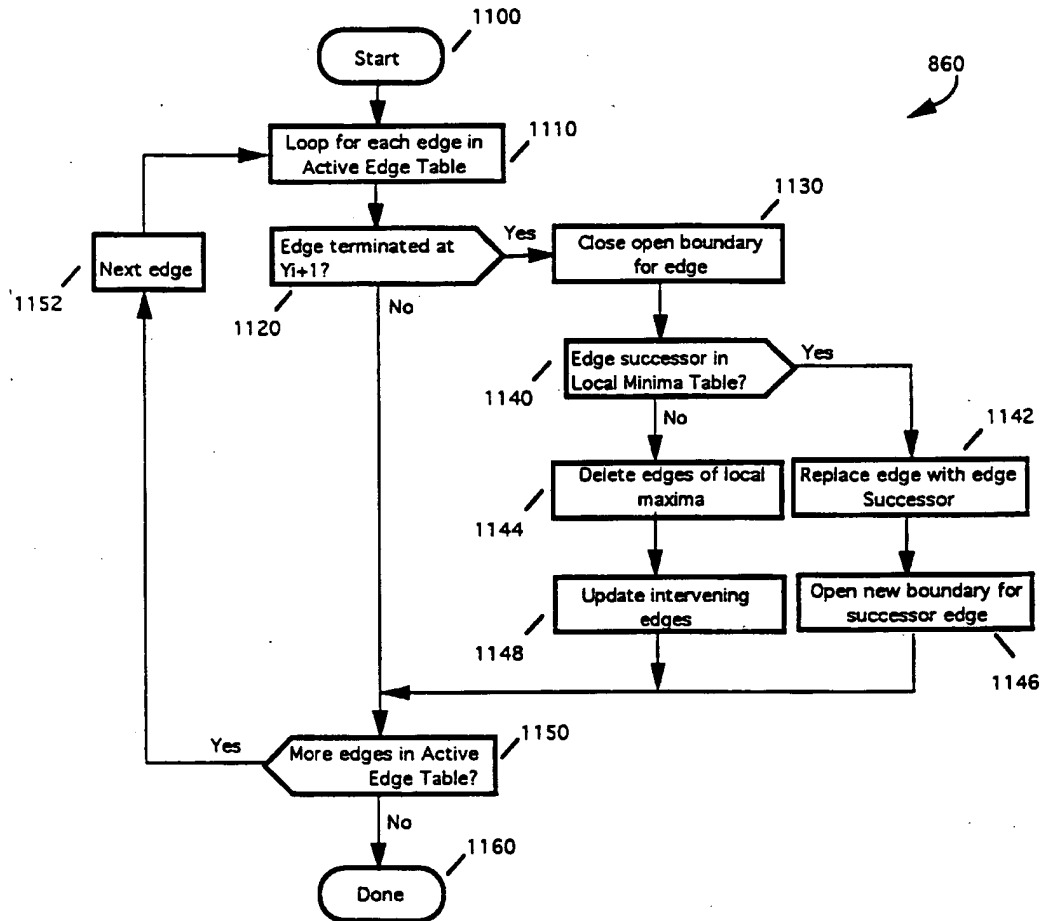 1100
Start
860
Loop for each edge in
Active Edge Table
1110
1130
Edge terminated at
Yi+1?
Yes
Close open boundary
for edge
Next edge
1152
1120
No
Edge successor in
Local Minima Table?
Yes
1140
No
1142
Delete edges of local
maxima
Replace edge with edge
Successor
1144
Update intervening
edges
Open new boundary for
successor edge
1148
1146
Yes
More edges in Active
Edge Table?
1150
No
1160
Done